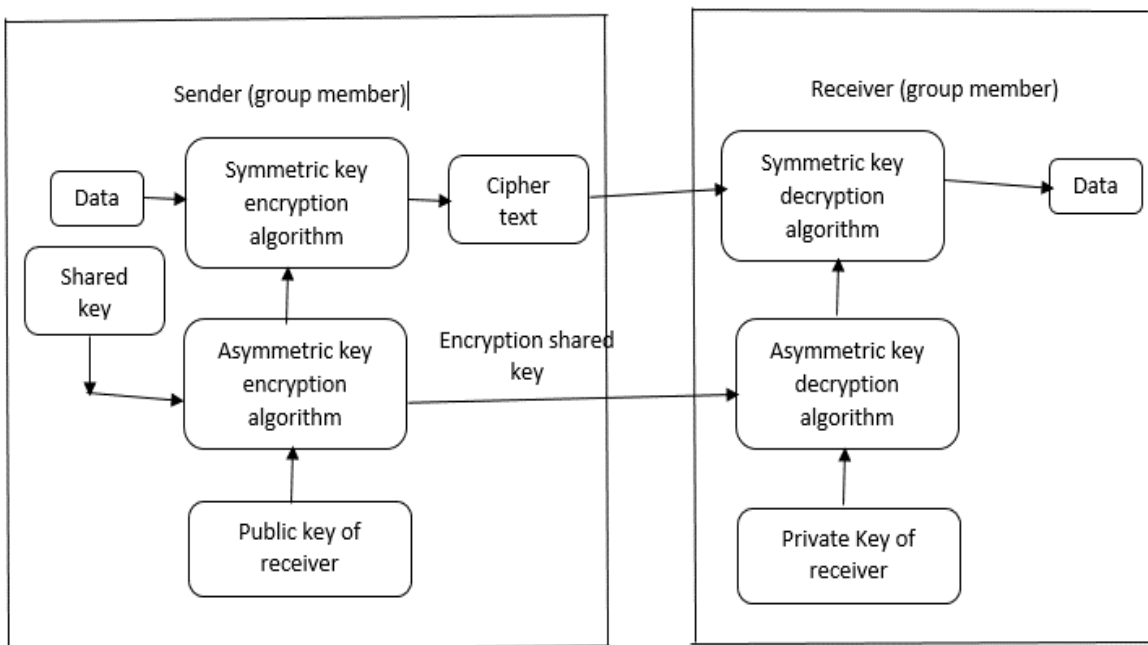 Sender (group member)
Data
Symmetric key
encryption
algorithm
Cipher
text
Shared
key
Asymmetric key
encryption
algorithm
Encryption shared
key
Public key of
receiver
Receiver (group member)
Symmetric key
decryption
algorithm
Data
Asymmetric key
decryption
algorithm
Private Key of
receiver